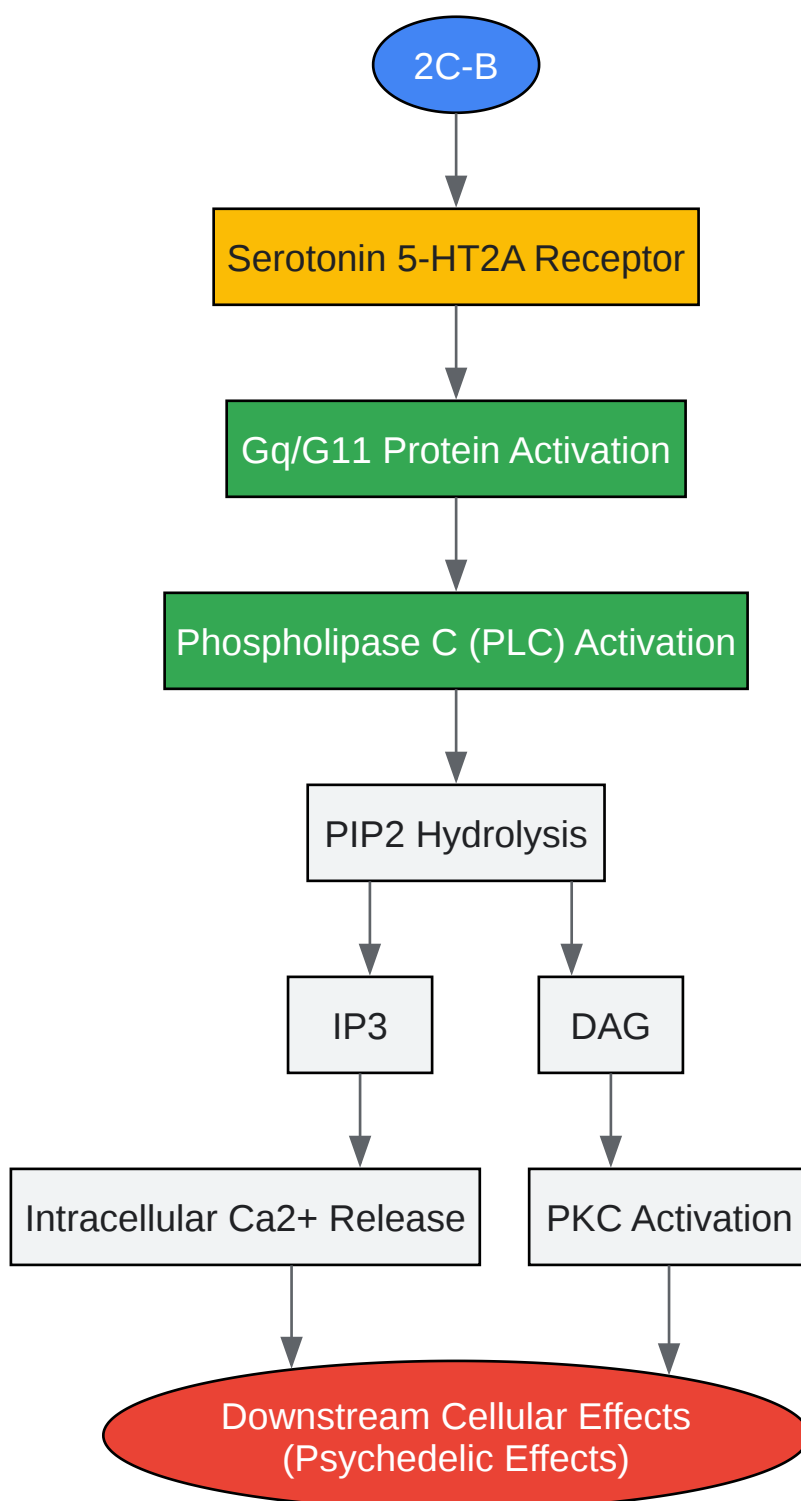 2C-B
Serotonin 5-HT2A Receptor
Gq/G11 Protein Activation
Phospholipase C (PLC) Activation
PIP2 Hydrolysis
IP3
DAG
Intracellular Ca2+ Release
PKC Activation
Downstream Cellular Effects
(Psychedelic Effects)